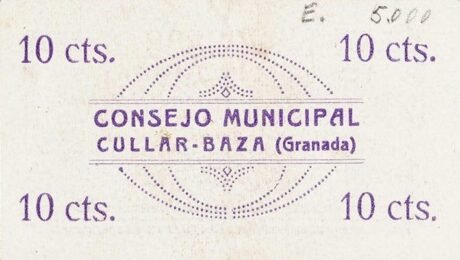 E. 5.000
10 cts. 10 cts.
CONSEJO MUNICIPAL
CULLAR-BAZA (Granada)
10 cts. 10 cts.